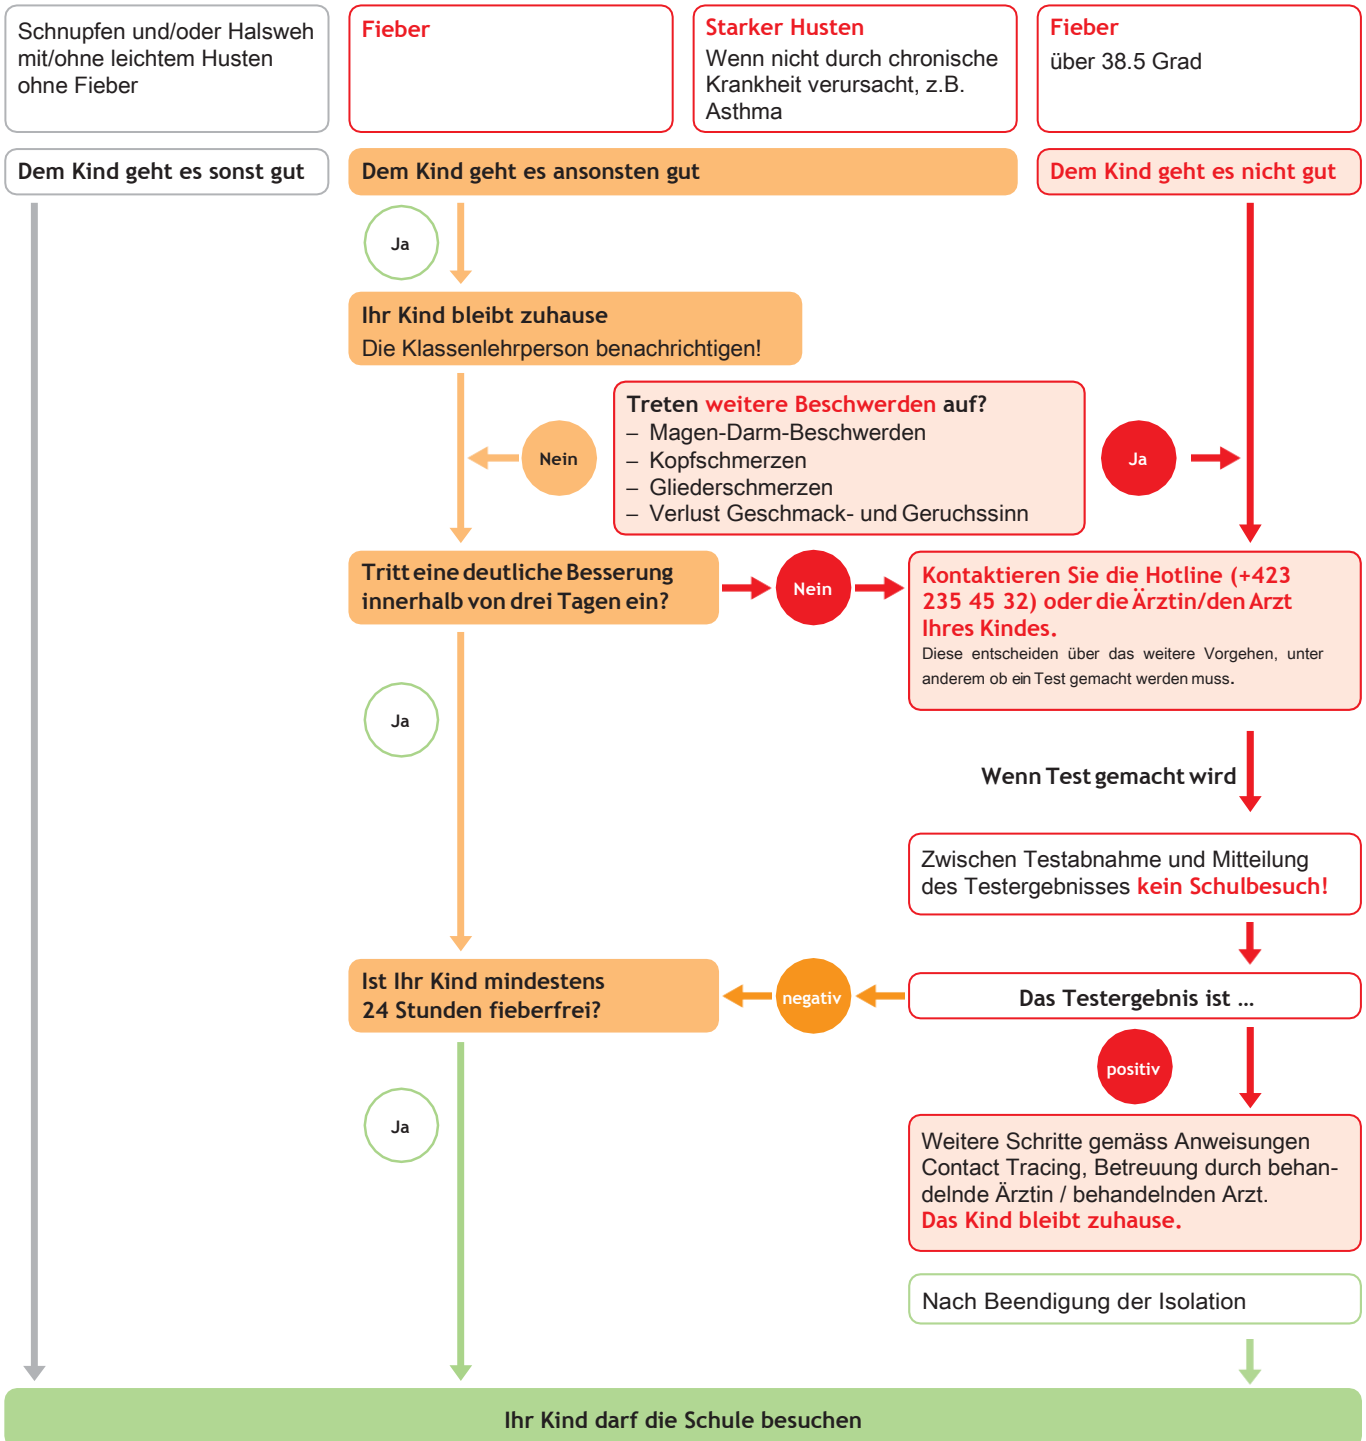 Schnupfen und/oder Halsweh
mit/ohne leichtem Husten
ohne Fieber
Fieber
Starker Husten
Wenn nicht durch chronische
Krankheit verursacht, z.B.
Asthma
Fieber
über 38.5 Grad
Dem Kind geht es sonst gut
Dem Kind geht es ansonsten gut
Dem Kind geht es nicht gut
Ja
Ihr Kind bleibt zuhause
Die Klassenlehrperson benachrichtigen!
Treten weitere Beschwerden auf?
– Magen-Darm-Beschwerden
– Kopfschmerzen
– Gliederschmerzen
– Verlust Geschmack- und Geruchssinn
Nein
Ja
Tritt eine deutliche Besserung
innerhalb von drei Tagen ein?
Nein
Kontaktieren Sie die Hotline (+423
235 45 32) oder die Ärztin/den Arzt
Ihres Kindes.
Diese entscheiden über das weitere Vorgehen, unter
anderem ob ein Test gemacht werden muss.
Ja
Wenn Test gemacht wird
Zwischen Testabnahme und Mitteilung
des Testergebnisses kein Schulbesuch!
Ist Ihr Kind mindestens
24 Stunden fieberfrei?
negativ
Das Testergebnis ist ...
positiv
Ja
Weitere Schritte gemäss Anweisungen
Contact Tracing, Betreuung durch behan-
delnde Ärztin / behandelnden Arzt.
Das Kind bleibt zuhause.
Nach Beendigung der Isolation
Ihr Kind darf die Schule besuchen